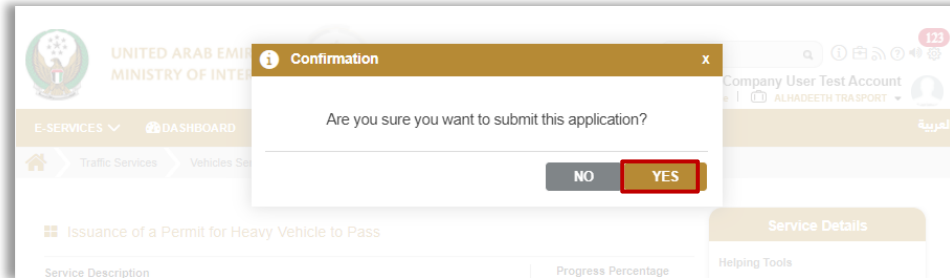 UNITED ARAB EMIR
MINISTRY OF INTER
123
Confirmation
x
Company User Test Account
ALHADEETH TRASPORT
Are you sure you want to submit this application?
E-SERVICES
DASHBOARD
العربية
Traffic Services
Vehicles Se
NO
YES
Issuance of a Permit for Heavy Vehicle to Pass
Service Details
Service Description
Progress Percentage
Helping Tools